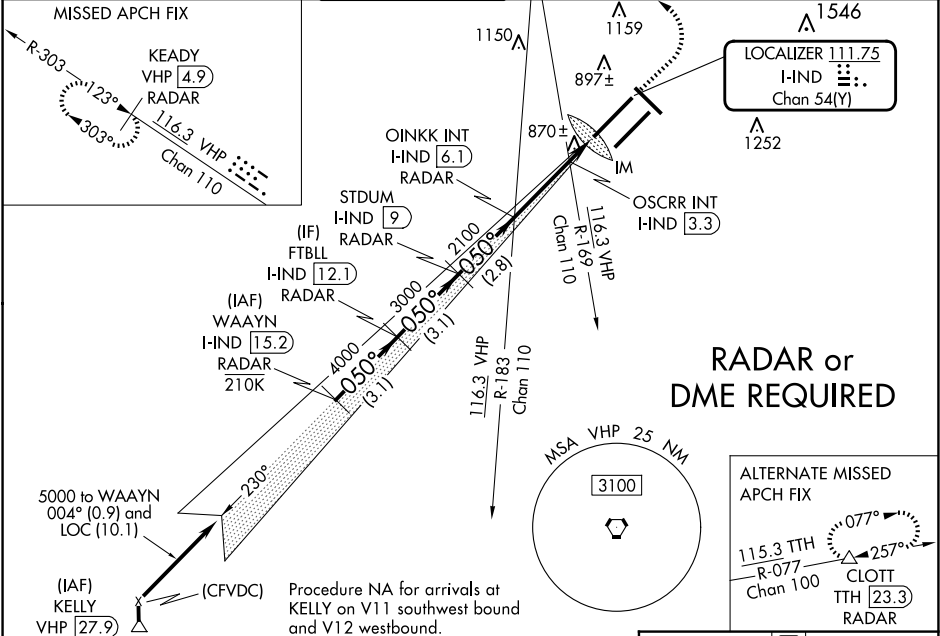 MISSED APCH FIX
R-303
KEADY
VHP 4.9
RADAR
123°
303°
116.3 VHP
Chan 110
1150
1159
1546
897±
870±
1252
LOCALIZER 111.75
I-IND
Chan 54(Y)
IM
OINKK INT
I-IND 6.1
RADAR
OSCRR INT
I-IND 3.3
STDUM
I-IND 9
RADAR
(IF)
FTBLL
I-IND 12.1
RADAR
(IAF)
WAAYN
I-IND 15.2
RADAR
210K
2100
050°
(2.8)
3000
050°
(3.1)
4000
050°
(3.1)
116.3 VHP
R-169
Chan 110
116.3 VHP
R-183
Chan 110
RADAR or
DME REQUIRED
230°
MSA VHP 25 NM
3100
5000 to WAAYN
004° (0.9) and
LOC (10.1)
(IAF)
KELLY
VHP 27.9
(CFVDC)
Procedure NA for arrivals at
KELLY on V11 southwest bound
and V12 westbound.
ALTERNATE MISSED
APCH FIX
077°
257°
115.3 TTH
R-077
Chan 100
CLOTT
TTH 23.3
RADAR